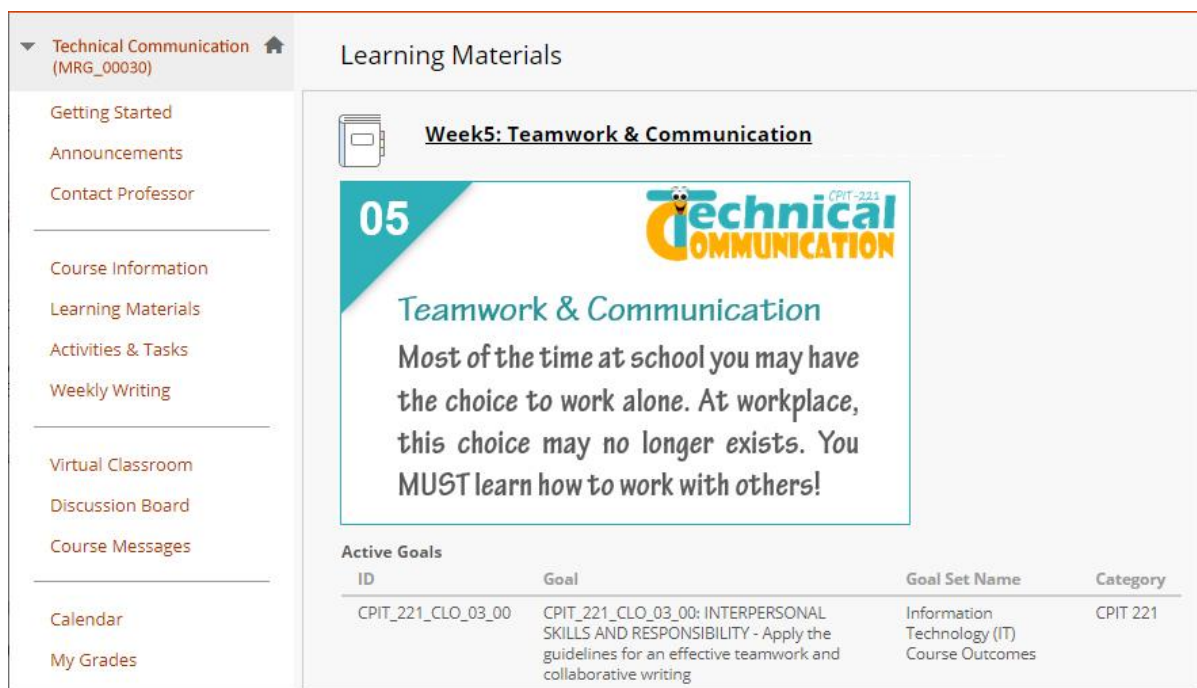 Technical Communication
(MRG_00030)
Getting Started
Announcements
Contact Professor
Course Information
Learning Materials
Activities & Tasks
Weekly Writing
Virtual Classroom
Discussion Board
Course Messages
Calendar
My Grades
Learning Materials
Week5: Teamwork & Communication
05
CPIT-221
Technical
COMMUNICATION
Teamwork & Communication
Most of the time at school you may have
the choice to work alone. At workplace,
this choice may no longer exists. You
MUST learn how to work with others!
Active Goals
ID Goal Goal Set Name Category
CPIT_221_CLO_03_00 CPIT_221_CLO_03_00: INTERPERSONAL Information CPIT 221
SKILLS AND RESPONSIBILITY - Apply the Technology (IT)
guidelines for an effective teamwork and Course Outcomes
collaborative writing